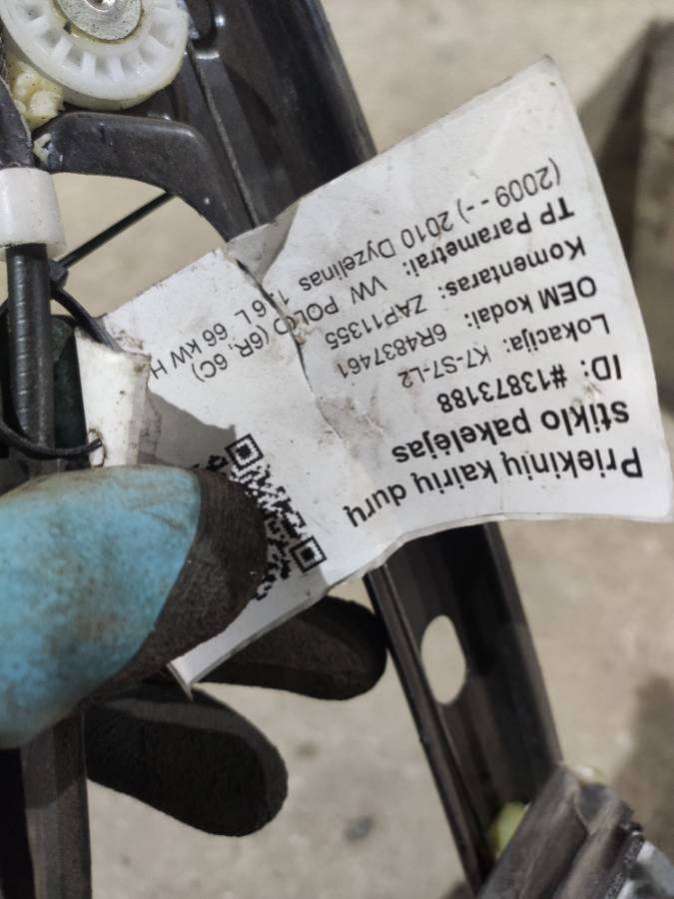 Priekinių kairių durų
stiklo pakelėjas
ID: #13873188
Lokacija: K7-S7-L2
OEM kodai: 6R4837461
Komentaras: ZAP11355
TP Parametrai: VW POLO (6R, 6C)
(2009 - -) 2010 Dyzelinas 1.6 L 66 kW H